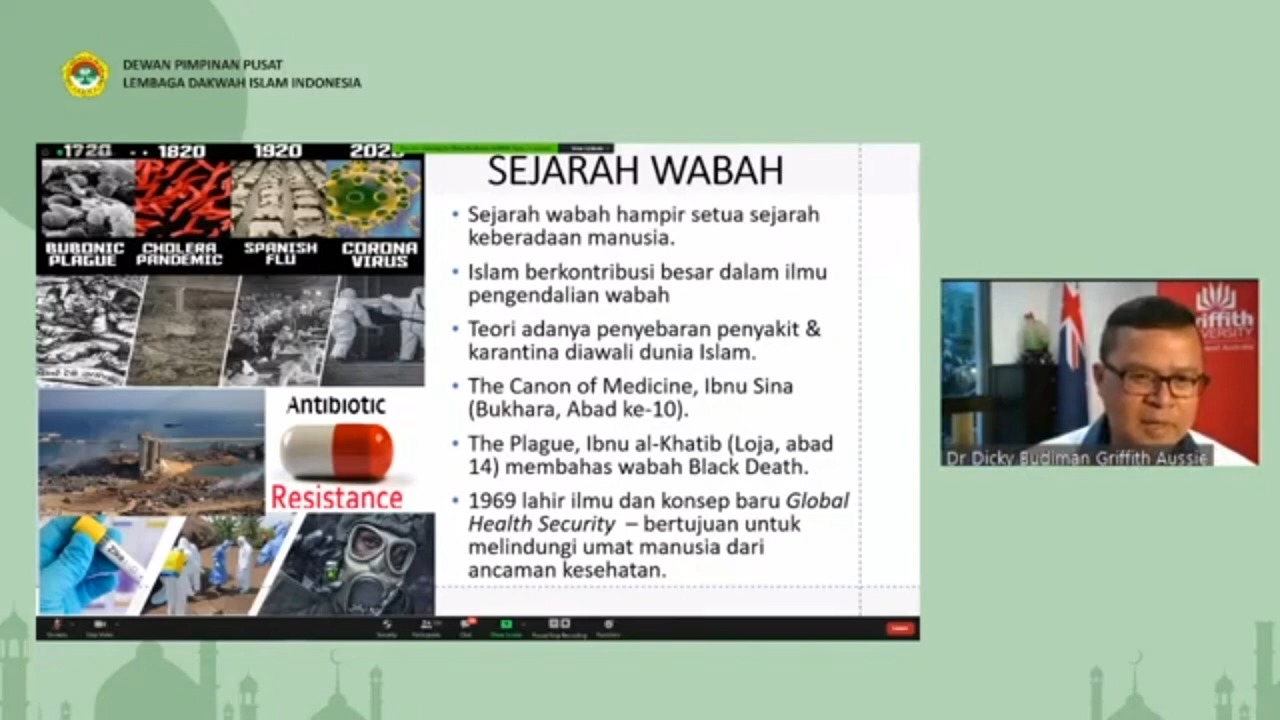 DEWAN PIMPINAN PUSAT
LEMBAGA DAKWAH ISLAM INDONESIA
1720
1820
1920
BUBONIC
PLAGUE
CHOLERA
PANDEMIC
SPANISH
FLU
CORONA
VIRUS
Antibiotic
Resistance
SEJARAH WABAH
• Sejarah wabah hampir setua sejarah
keberadaan manusia.
• Islam berkontribusi besar dalam ilmu
pengendalian wabah
• Teori adanya penyebaran penyakit &
karantina diawali dunia Islam.
• The Canon of Medicine, Ibnu Sina
(Bukhara, Abad ke-10).
• The Plague, Ibnu al-Khatib (Loja, abad
14) membahas wabah Black Death.
• 1969 lahir ilmu dan konsep baru Global
Health Security – bertujuan untuk
melindungi umat manusia dari
ancaman kesehatan.
Dr Dicky Budiman Griffith Aussie